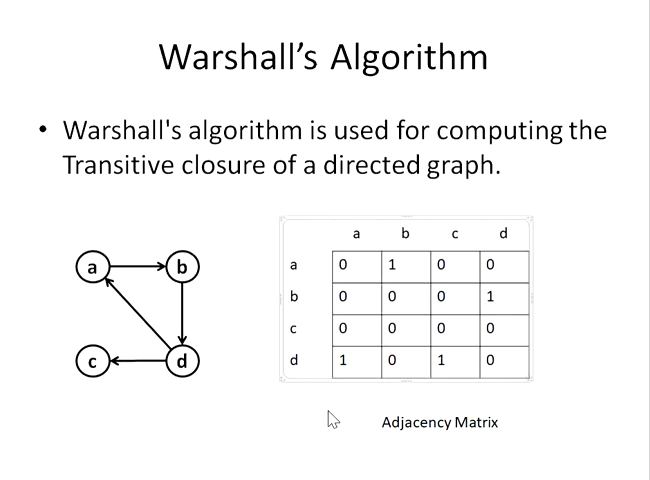 Warshall's Algorithm
• Warshall's algorithm is used for computing the
Transitive closure of a directed graph.
a b
c d
a b c d
a 0 1 0 0
b 0 0 0 1
c 0 0 0 0
d 1 0 1 0
Adjacency Matrix